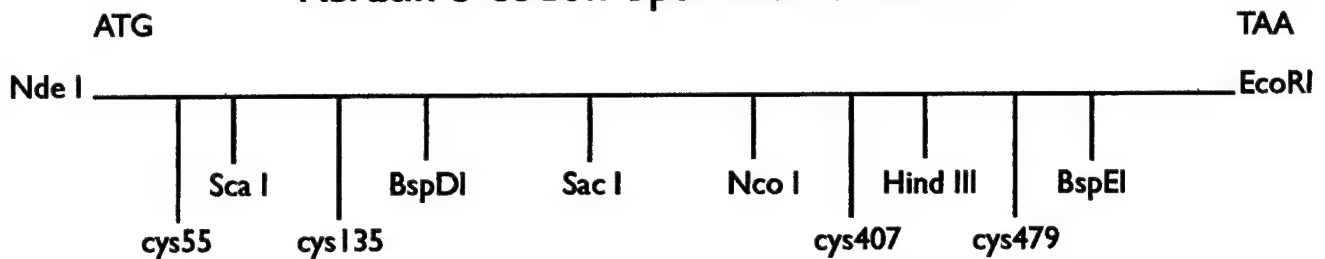 ATG TAA
Nde I EcoRI
Sca I BspDI Sac I Nco I Hind III BspEI
cys55 cys135 cys407 cys479